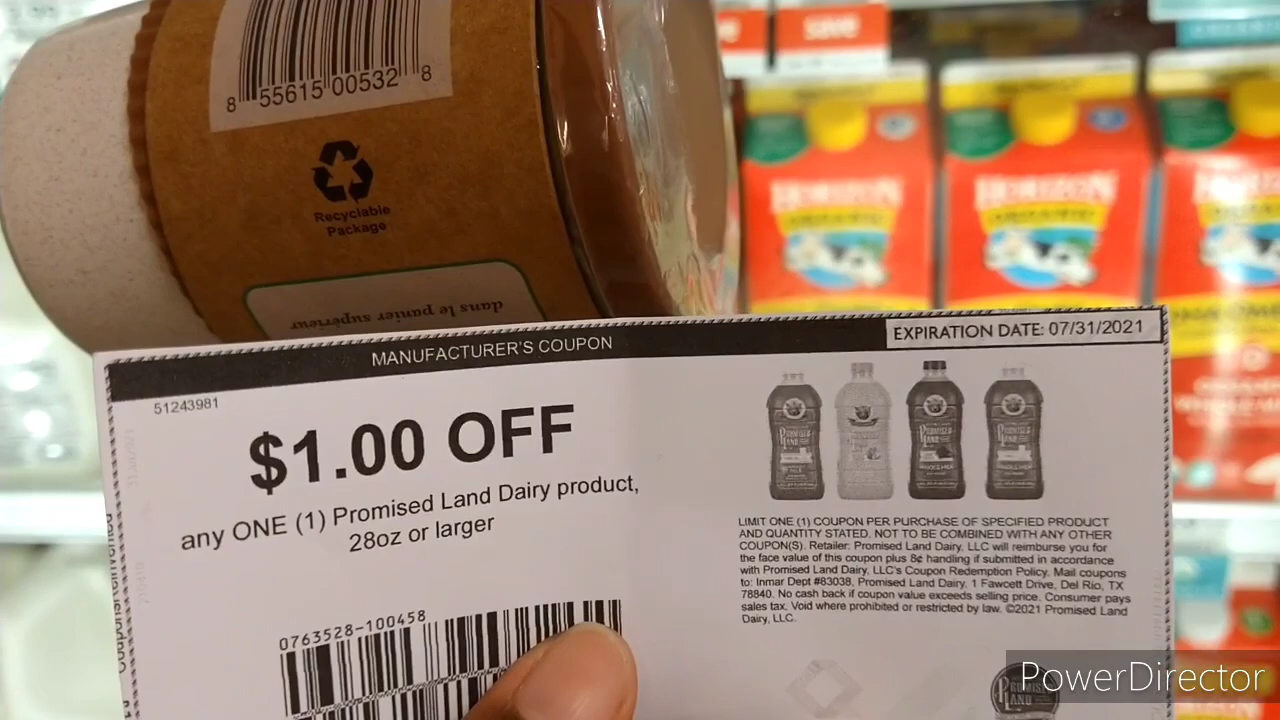 save
8 55615 00532 8
Recyclable
Package
dans le panier supérieur
HORIZON
ORGANIC
HORIZON
ORGANIC
MANUFACTURER'S COUPON
EXPIRATION DATE: 07/31/2021
51243981
$1.00 OFF
any ONE (1) Promised Land Dairy product,
28oz or larger
0763528-100458
LIMIT ONE (1) COUPON PER PURCHASE OF SPECIFIED PRODUCT
AND QUANTITY STATED. NOT TO BE COMBINED WITH ANY OTHER
COUPON(S). Retailer: Promised Land Dairy, LLC will reimburse you for
the face value of this coupon plus 8¢ handling if submitted in accordance
with Promised Land Dairy, LLC's Coupon Redemption Policy. Mail coupons
to: Inmar Dept #83038, Promised Land Dairy, 1 Fawcett Drive, Del Rio, TX
78840. No cash back if coupon value exceeds selling price. Consumer pays
sales tax. Void where prohibited or restricted by law. ©2021 Promised Land
Dairy, LLC.
PROMISED
LAND
PowerDirector